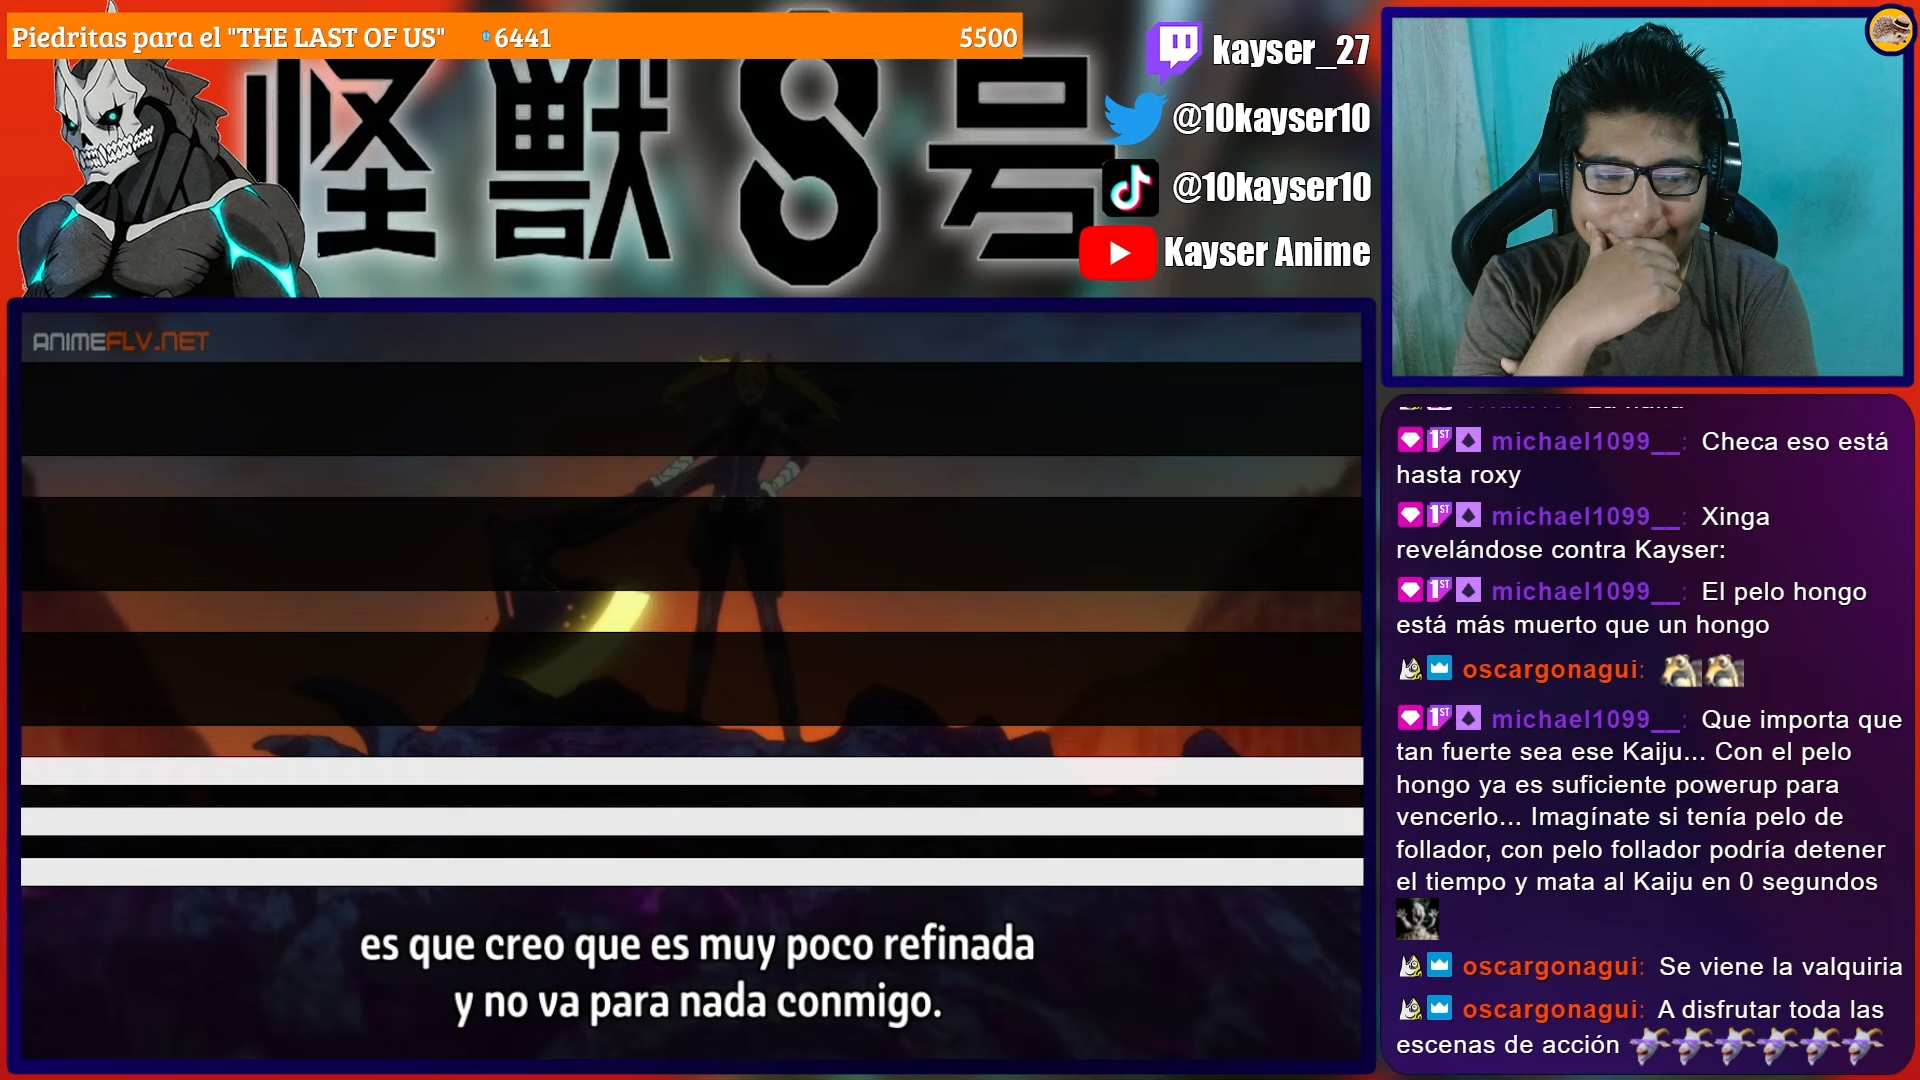 Piedritas para el "THE LAST OF US" 6441 5500
怪獣8号
kayser_27
@10kayser10
@10kayser10
Kayser Anime
ANIMEFLV.NET
es que creo que es muy poco refinada
y no va para nada conmigo.
michael1099__: Checa eso está
hasta roxy
michael1099__: Xinga
revelándose contra Kayser:
michael1099__: El pelo hongo
está más muerto que un hongo
oscargonagui:
michael1099__: Que importa que
tan fuerte sea ese Kaiju... Con el pelo
hongo ya es suficiente powerup para
vencerlo... Imagínate si tenía pelo de
follador, con pelo follador podría detener
el tiempo y mata al Kaiju en 0 segundos
oscargonagui: Se viene la valquiria
oscargonagui: A disfrutar toda las
escenas de acción